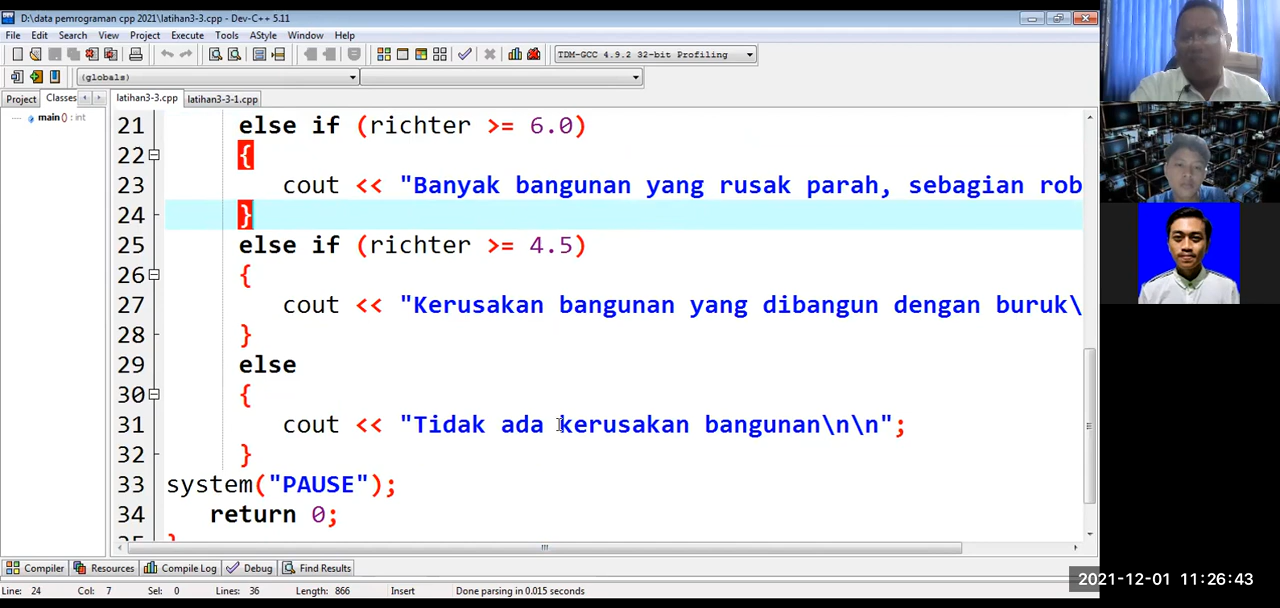 D:\data pemrograman cpp 2021\latihan3-3.cpp - Dev-C++ 5.11
File Edit Search View Project Execute Tools AStyle Window Help
TDM-GCC 4.9.2 32-bit Profiling
(globals)
Project Classes latihan3-3.cpp latihan3-3-1.cpp
main() : int
21 else if (richter >= 6.0)
22 {
23 cout << "Banyak bangunan yang rusak parah, sebagian rob
24 }
25 else if (richter >= 4.5)
26 {
27 cout << "Kerusakan bangunan yang dibangun dengan buruk\
28 }
29 else
30 {
31 cout << "Tidak ada kerusakan bangunan\n\n";
32 }
33 system("PAUSE");
34 return 0;
Compiler Resources Compile Log Debug Find Results
Line: 24 Col: 7 Sel: 0 Lines: 36 Length: 866 Insert Done parsing in 0.015 seconds
2021-12-01 11:26:43